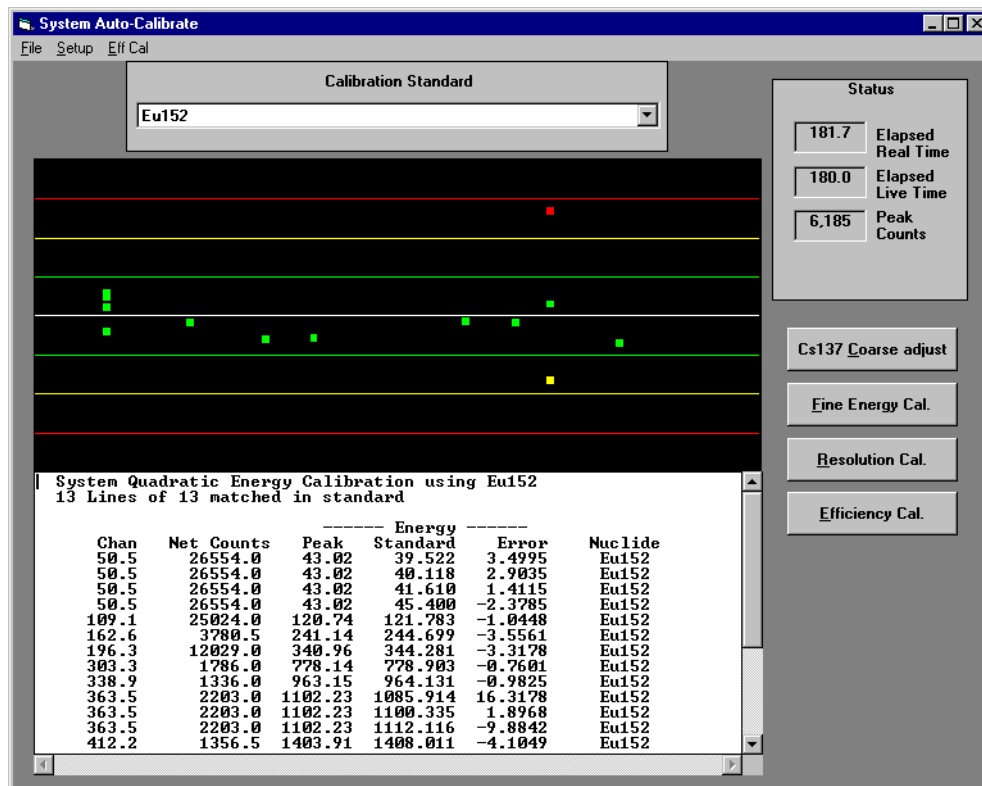 System Auto-Calibrate
File Setup Eff Cal
Calibration Standard
Eu152
Status
181.7 Elapsed Real Time
180.0 Elapsed Live Time
6,185 Peak Counts
Cs137 Coarse adjust
Fine Energy Cal.
Resolution Cal.
Efficiency Cal.
System Quadratic Energy Calibration using Eu152
13 Lines of 13 matched in standard
------ Energy ------
Chan Net Counts Peak Standard Error Nuclide
50.5 26554.0 43.02 39.522 3.4995 Eu152
50.5 26554.0 43.02 40.118 2.9035 Eu152
50.5 26554.0 43.02 41.610 1.4115 Eu152
50.5 26554.0 43.02 45.400 -2.3785 Eu152
109.1 25024.0 120.74 121.783 -1.0448 Eu152
162.6 3780.5 241.14 244.699 -3.5561 Eu152
196.3 12029.0 340.96 344.281 -3.3178 Eu152
303.3 1786.0 778.14 778.903 -0.7601 Eu152
338.9 1336.0 963.15 964.131 -0.9825 Eu152
363.5 2203.0 1102.23 1085.914 16.3178 Eu152
363.5 2203.0 1102.23 1100.335 1.8968 Eu152
363.5 2203.0 1102.23 1112.116 -9.8842 Eu152
412.2 1356.5 1403.91 1408.011 -4.1049 Eu152